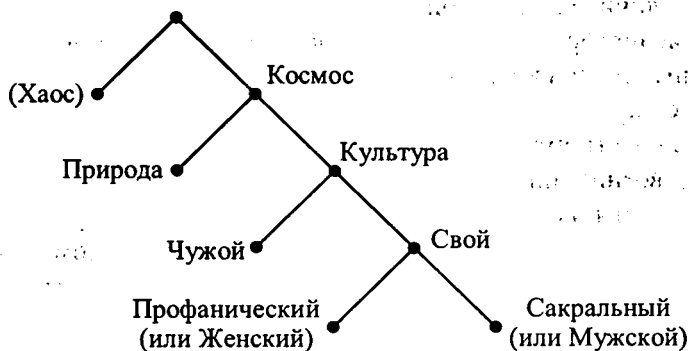 Космос
(Хаос)
Культура
Природа
Свой
Чужой
Профанический
(или Женский)
Сакральный
(или Мужской)